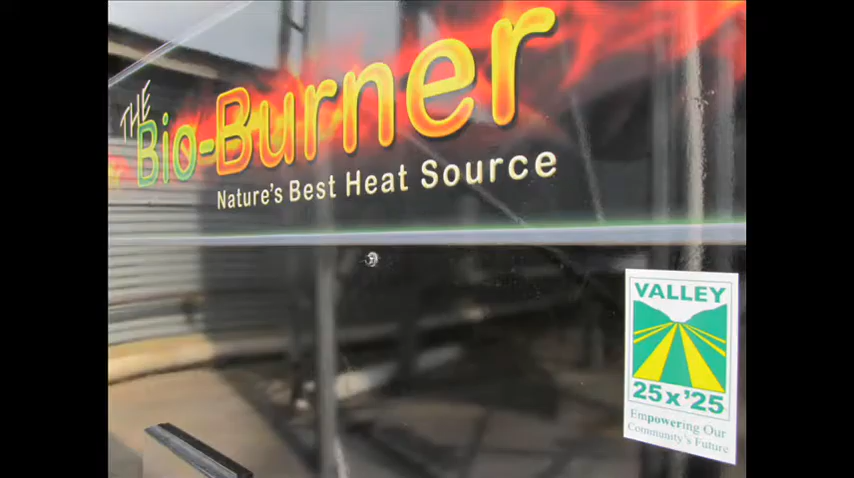 THE
Bio-Burner
Nature's Best Heat Source
VALLEY
25x'25
Empowering Our
Community's Future